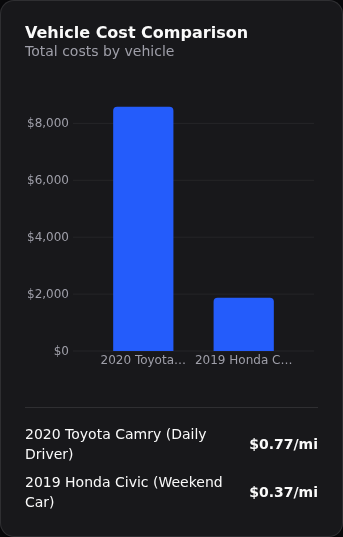 Vehicle Cost Comparison
Total costs by vehicle
$8,000
$6,000
$4,000
$2,000
$0
2020 Toyota... 2019 Honda C...
2020 Toyota Camry (Daily
Driver)
$0.77/mi
2019 Honda Civic (Weekend
Car)
$0.37/mi